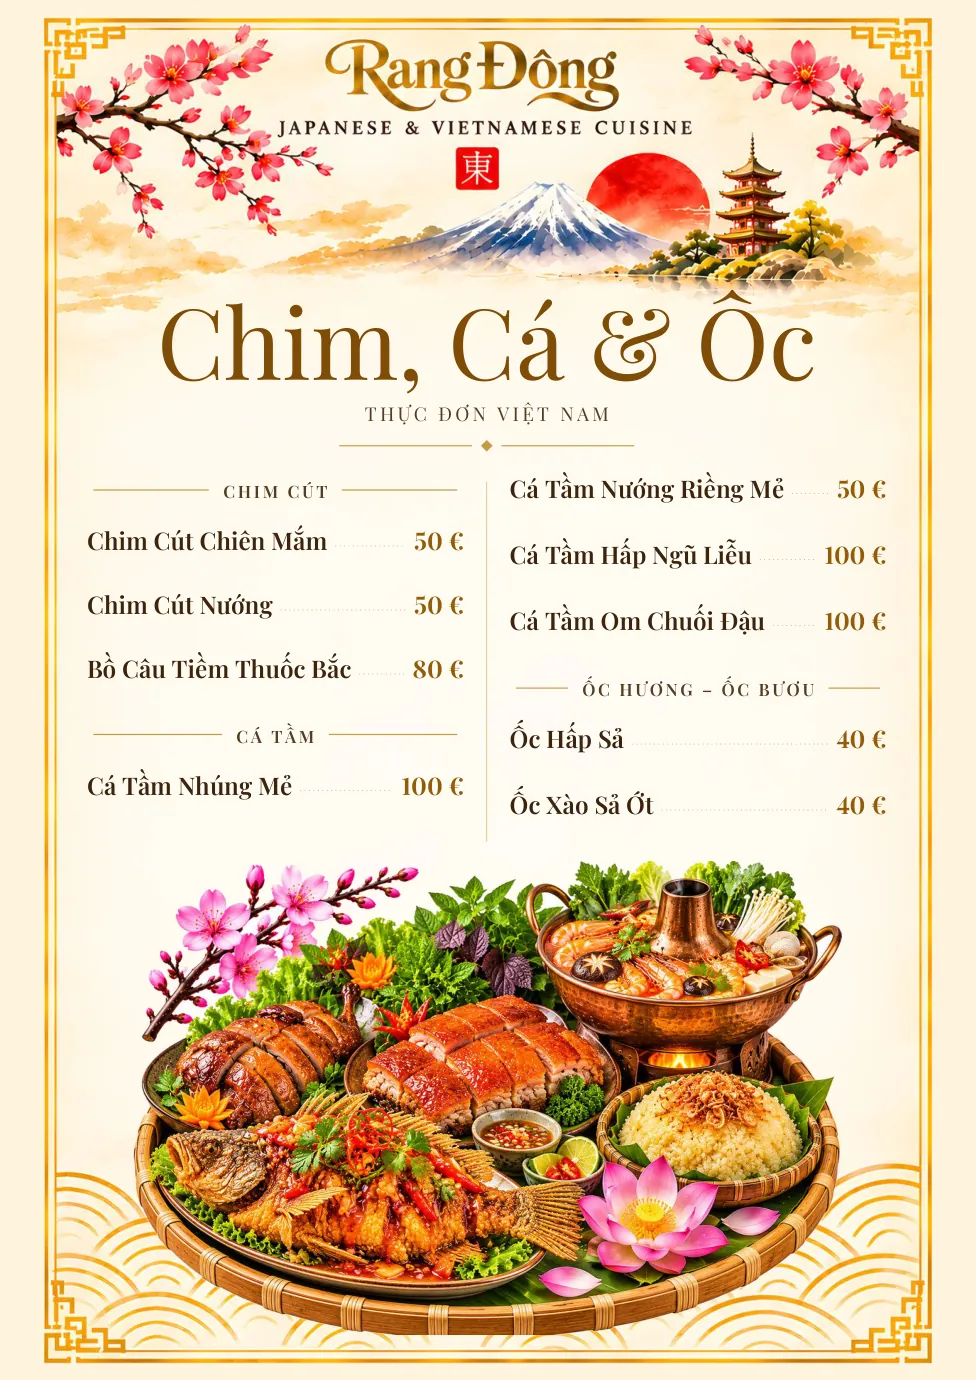 Rạng Đông
JAPANESE & VIETNAMESE CUISINE
東
Chim, Cá & Ốc
THỰC ĐƠN VIỆT NAM
CHIM CÚT
Chim Cút Chiên Mắm 50 €
Chim Cút Nướng 50 €
Bồ Câu Tiềm Thuốc Bắc 80 €
CÁ TẦM
Cá Tầm Nhúng Mẻ 100 €
Cá Tầm Nướng Riềng Mẻ 50 €
Cá Tầm Hấp Ngũ Liễu 100 €
Cá Tầm Om Chuối Đậu 100 €
ỐC HƯƠNG – ỐC BƯƠU
Ốc Hấp Sả 40 €
Ốc Xào Sả Ớt 40 €